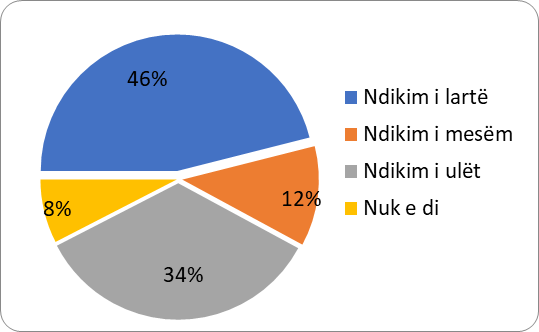 46%
12%
34%
8%
Ndikim i lartë
Ndikim i mesëm
Ndikim i ulët
Nuk e di